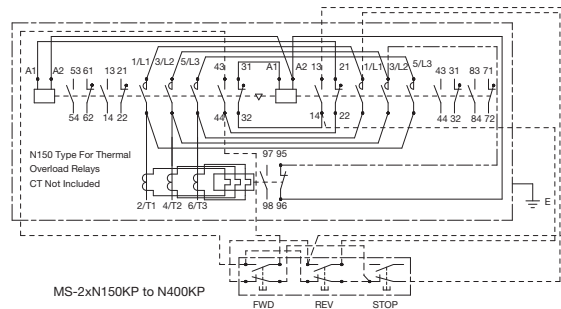 1/L1 3/L2 5/L3 43 31 A1 A2 13 21 1/L1 3/L2 5/L3
A1 A2 53 61 13 21 43 31 83 71
54 62 14 22 44 32 14 22 44 32 84 72
N150 Type For Thermal
Overload Relays
CT Not Included
97 95
2/T1 4/T2 6/T3 98 96
E
MS-2xN150KP to N400KP
FWD REV STOP